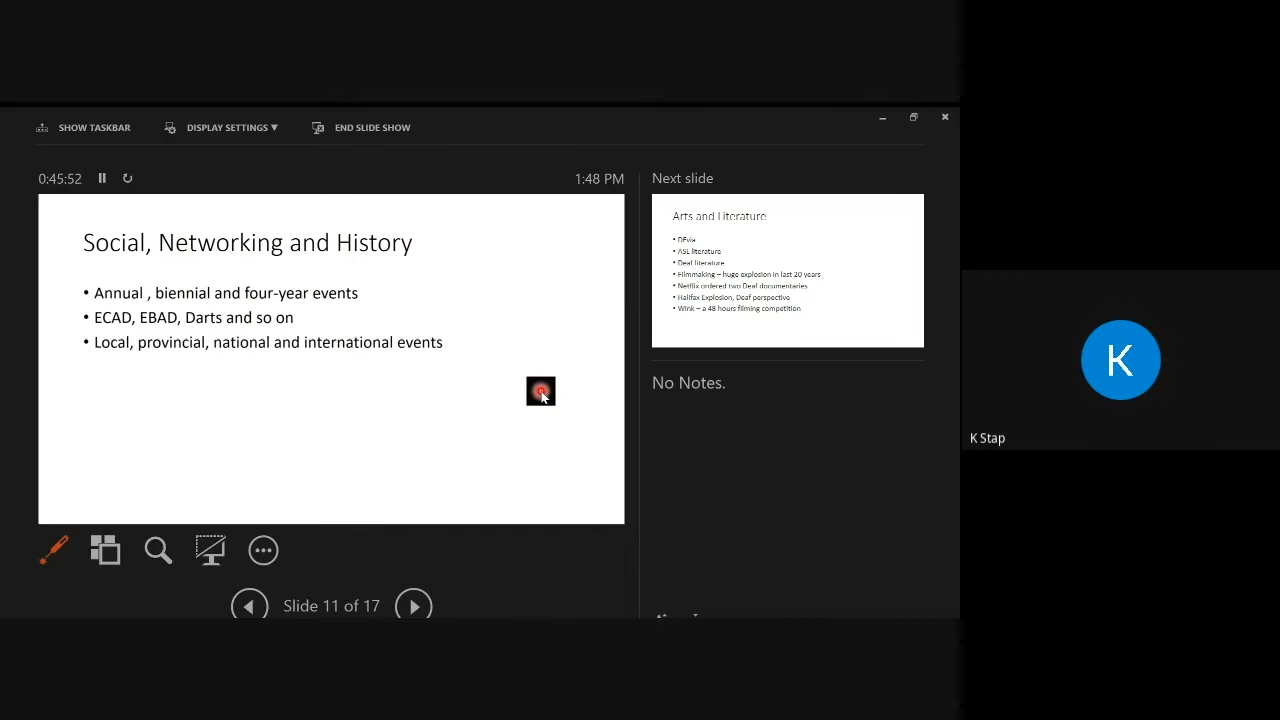 SHOW TASKBAR
DISPLAY SETTINGS ▼
END SLIDE SHOW
0:45:52
1:48 PM
Social, Networking and History
• Annual , biennial and four-year events
• ECAD, EBAD, Darts and so on
• Local, provincial, national and international events
Slide 11 of 17
Next slide
Arts and Literature
• DEvia
• ASL literature
• Deaf literature
• Filmmaking – huge explosion in last 20 years
• Netflix ordered two Deaf documentaries
• Halifax Explosion, Deaf perspective
• Wink – a 48 hours filming competition
No Notes.
K
K Stap